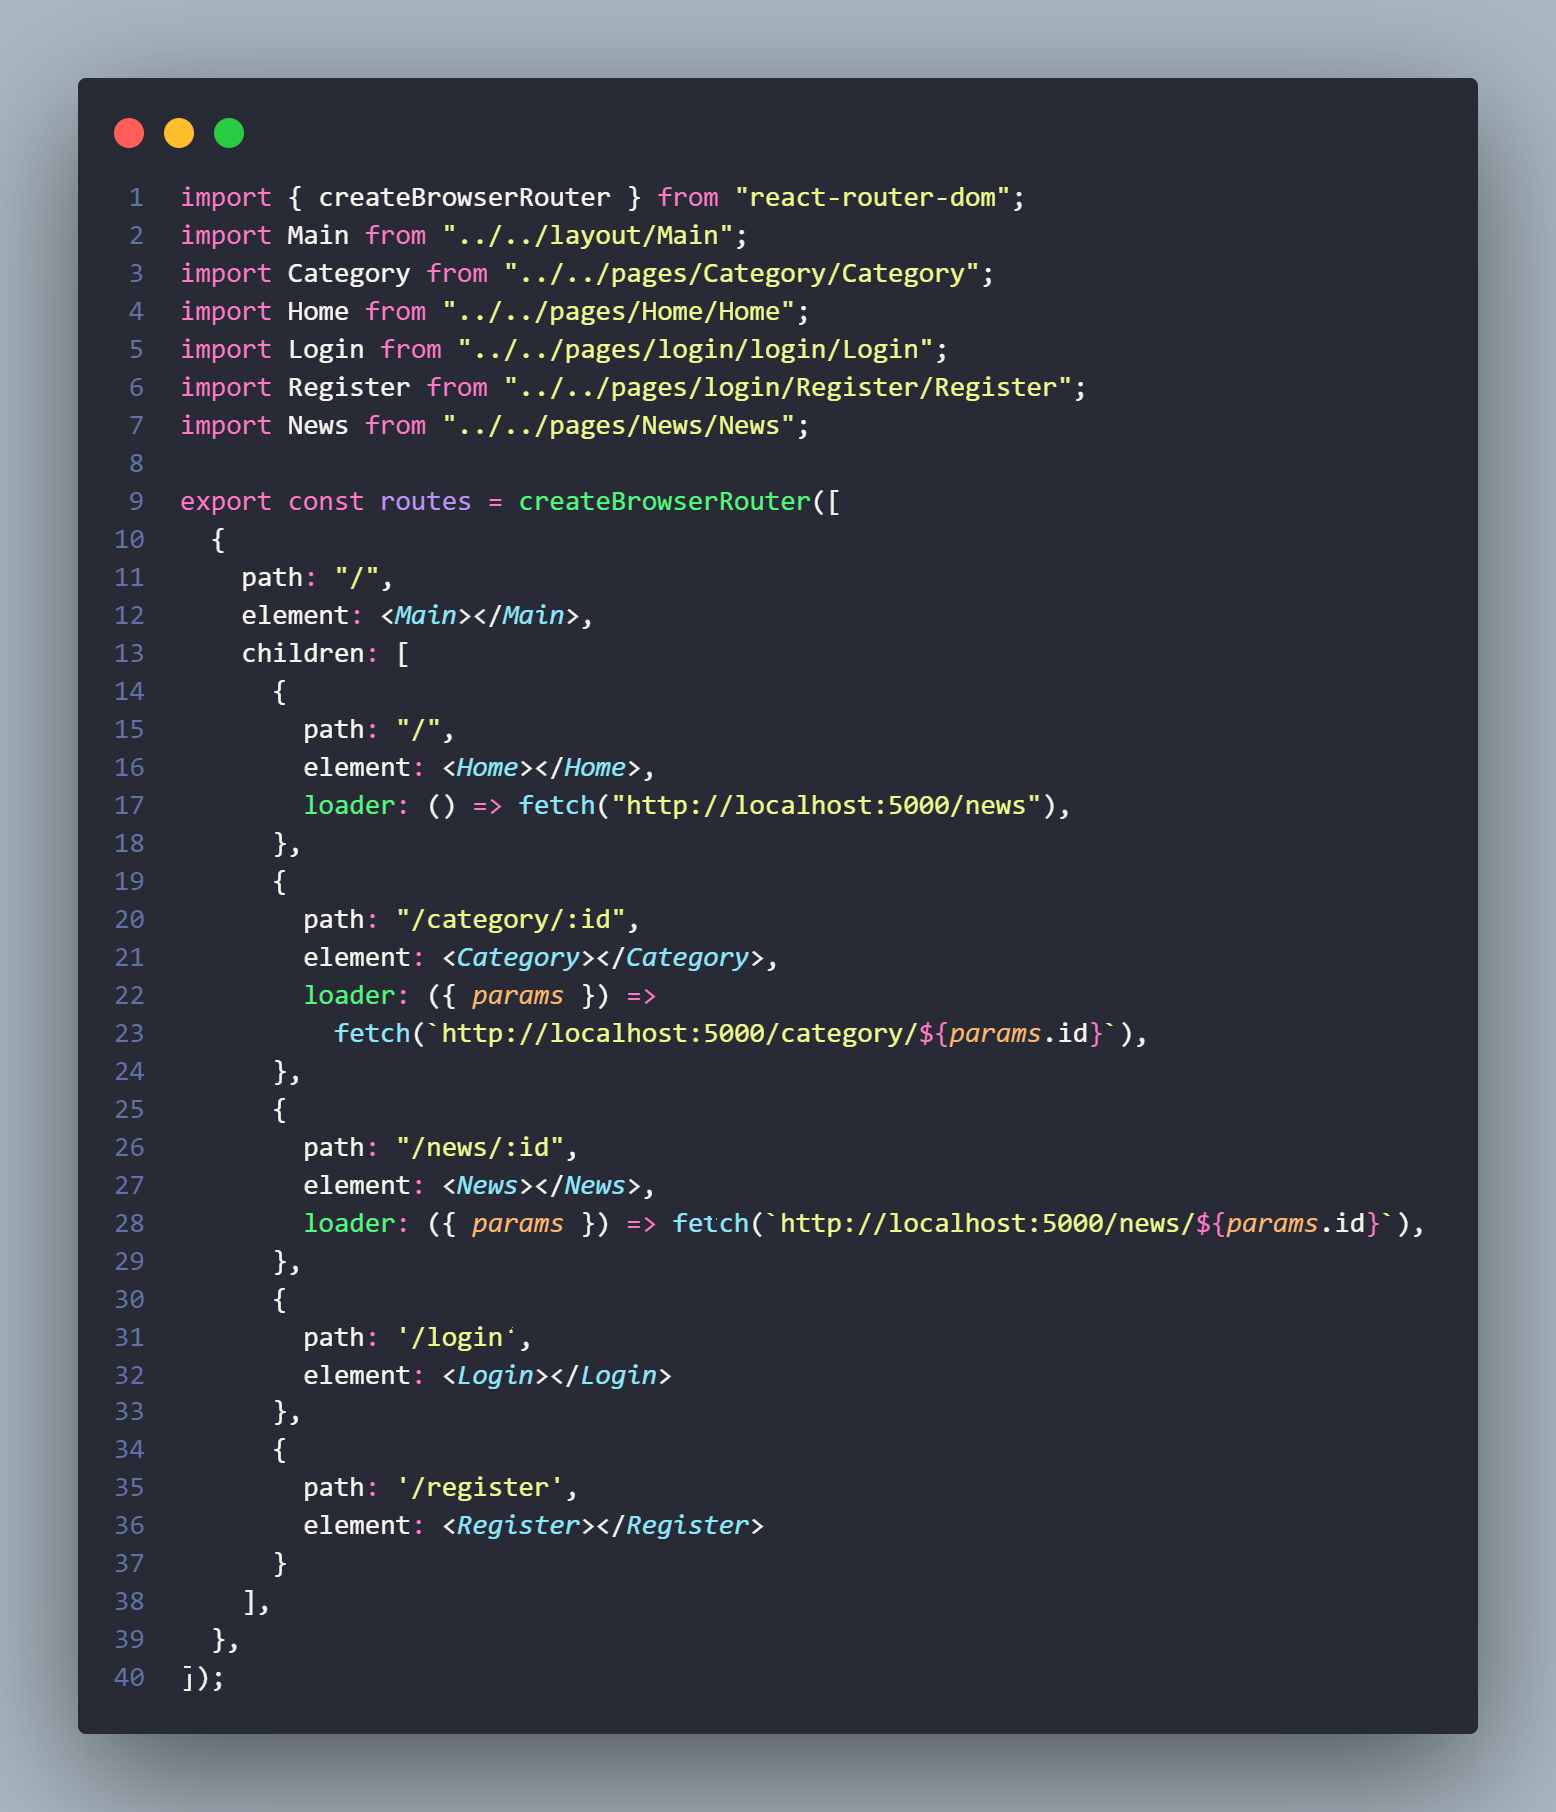 1 import { createBrowserRouter } from "react-router-dom";
2 import Main from "../../layout/Main";
3 import Category from "../../pages/Category/Category";
4 import Home from "../../pages/Home/Home";
5 import Login from "../../pages/login/login/Login";
6 import Register from "../../pages/login/Register/Register";
7 import News from "../../pages/News/News";
8
9 export const routes = createBrowserRouter([
10   {
11     path: "/",
12     element: <Main></Main>,
13     children: [
14       {
15         path: "/",
16         element: <Home></Home>,
17         loader: () => fetch("http://localhost:5000/news"),
18       },
19       {
20         path: "/category/:id",
21         element: <Category></Category>,
22         loader: ({ params }) =>
23           fetch(`http://localhost:5000/category/${params.id}`),
24       },
25       {
26         path: "/news/:id",
27         element: <News></News>,
28         loader: ({ params }) => fetch(`http://localhost:5000/news/${params.id}`),
29       },
30       {
31         path: '/login',
32         element: <Login></Login>
33       },
34       {
35         path: '/register',
36         element: <Register></Register>
37       }
38     ],
39   },
40 ]);